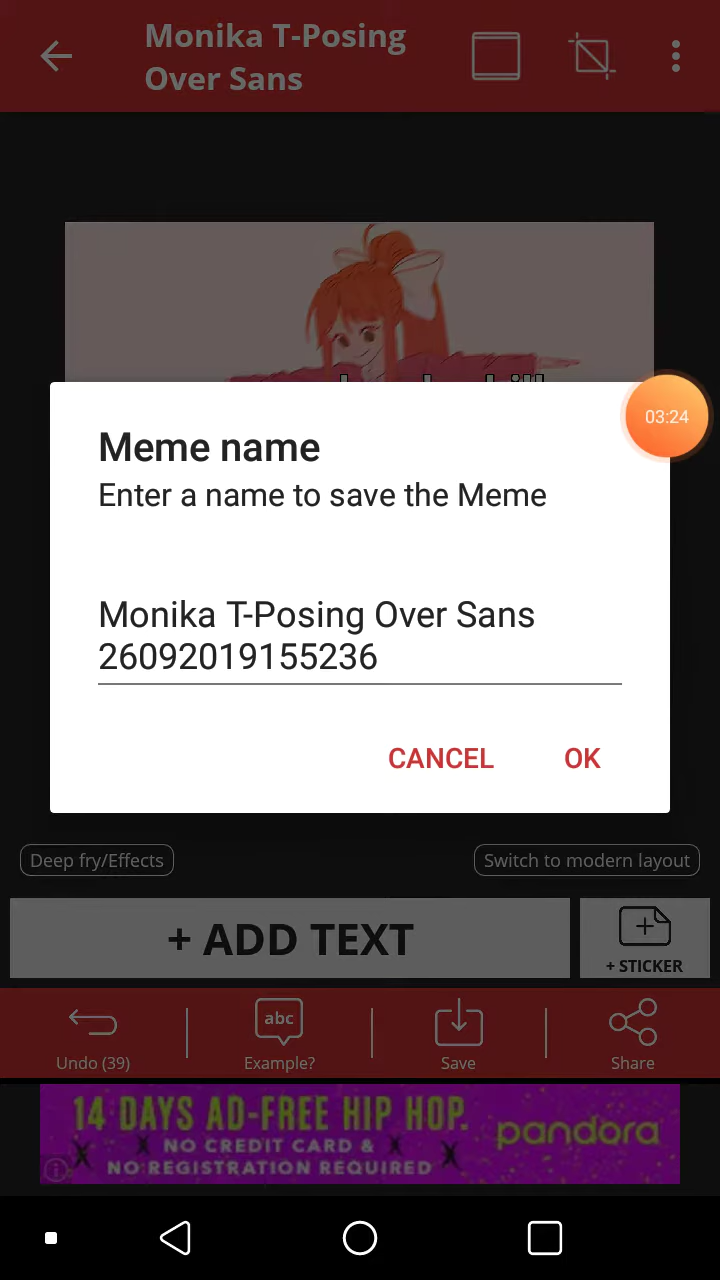 Monika T-Posing
Over Sans
03:24
Meme name
Enter a name to save the Meme
Monika T-Posing Over Sans
26092019155236
CANCEL
OK
Deep fry/Effects
Switch to modern layout
+ ADD TEXT
+ STICKER
abc
Undo (39)
Example?
Save
Share
14 DAYS AD-FREE HIP HOP.
NO CREDIT CARD &
NO REGISTRATION REQUIRED
pandora